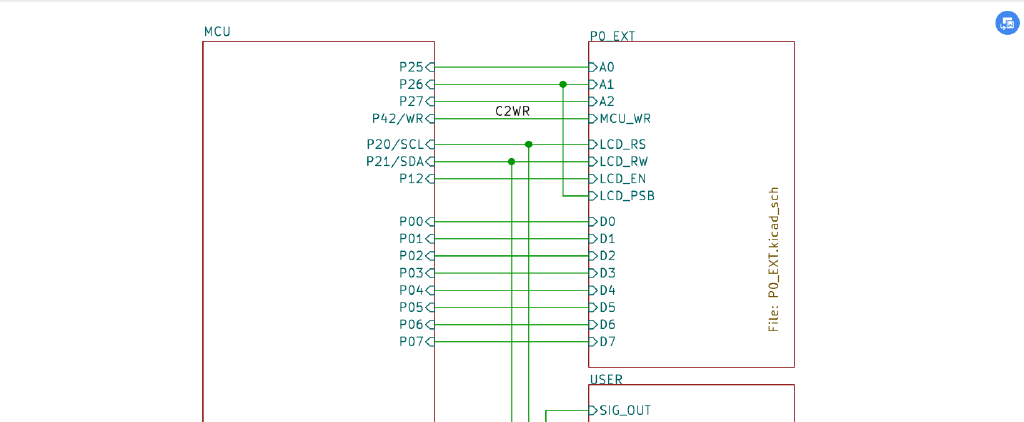 MCU
P0_EXT
P25
A0
P26
A1
P27
A2
C2WR
P42/WR
MCU_WR
P20/SCL
LCD_RS
P21/SDA
LCD_RW
P12
LCD_EN
LCD_PSB
P00
D0
P01
D1
P02
D2
P03
D3
P04
D4
P05
D5
P06
D6
P07
D7
File: P0_EXT.kicad_sch
USER
SIG_OUT